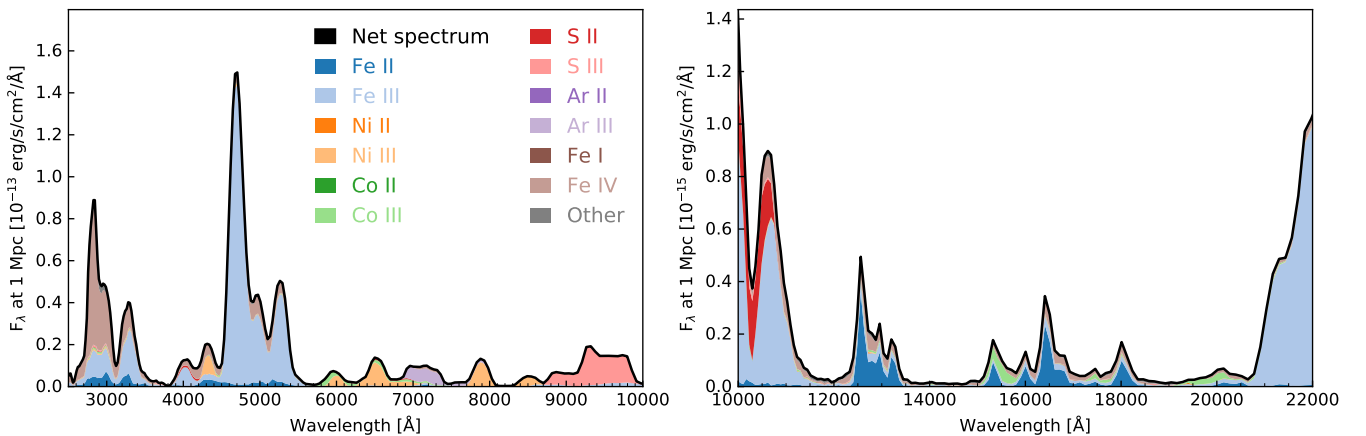 F_λ at 1 Mpc [10^−13 erg/s/cm^2/Å]
1.6
1.4
1.2
1.0
0.8
0.6
0.4
0.2
0.0
Net spectrum
Fe II
Fe III
Ni II
Ni III
Co II
Co III
S II
S III
Ar II
Ar III
Fe I
Fe IV
Other
3000 4000 5000 6000 7000 8000 9000 10000
Wavelength [Å]
F_λ at 1 Mpc [10^−15 erg/s/cm^2/Å]
1.4
1.2
1.0
0.8
0.6
0.4
0.2
0.0
10000 12000 14000 16000 18000 20000 22000
Wavelength [Å]